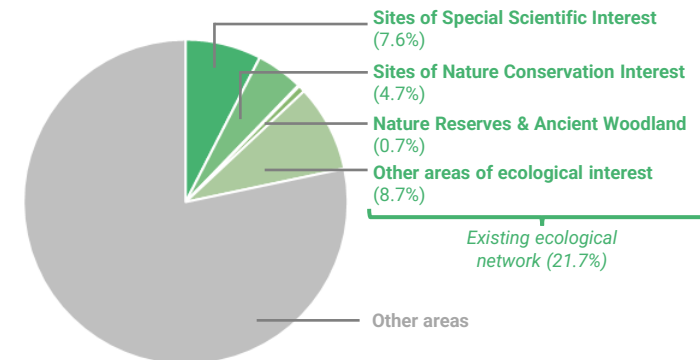 Sites of Special Scientific Interest
(7.6%)
Sites of Nature Conservation Interest
(4.7%)
Nature Reserves & Ancient Woodland
(0.7%)
Other areas of ecological interest
(8.7%)
Existing ecological
network (21.7%)
Other areas